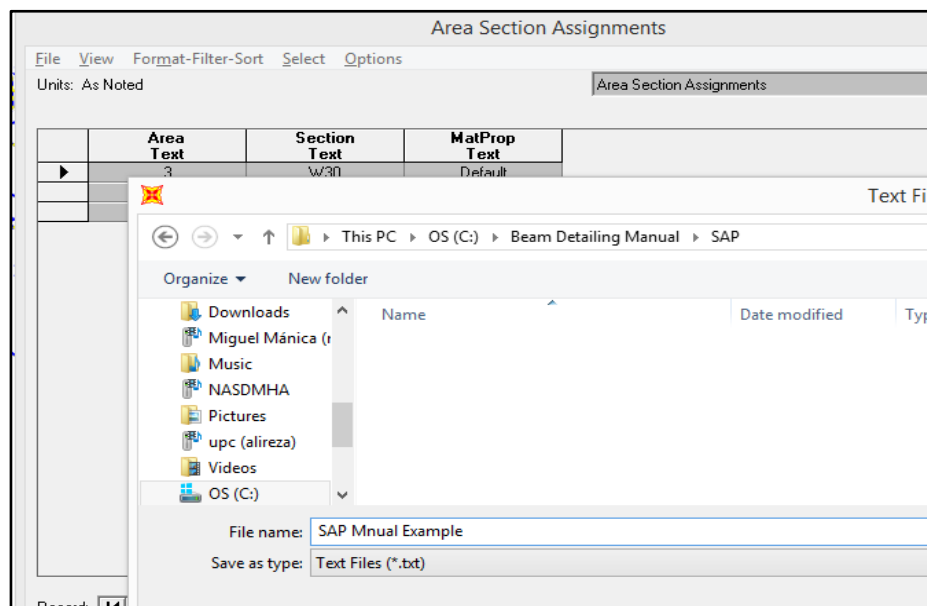 Area Section Assignments
File View Format-Filter-Sort Select Options
Units: As Noted
Area Section Assignments
Area Section MatProp
Text Text Text
3 W30 Default
Text Fi
This PC OS (C:) Beam Detailing Manual SAP
Organize New folder
Name Date modified Typ
Downloads
Miguel Mánica (r
Music
NASDMHA
Pictures
upc (alireza)
Videos
OS (C:)
File name: SAP Mnual Example
Save as type: Text Files (*.txt)